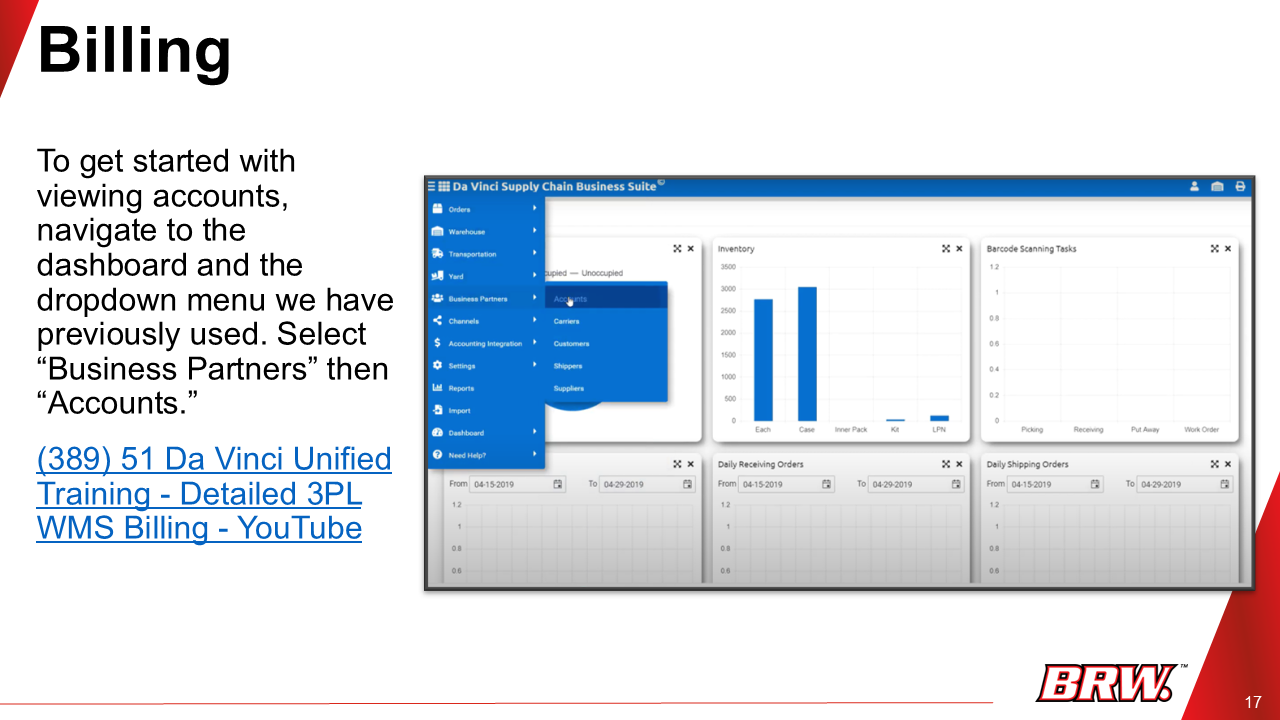 Billing
To get started with
viewing accounts,
navigate to the
dashboard and the
dropdown menu we have
previously used. Select
“Business Partners” then
“Accounts.”
(389) 51 Da Vinci Unified
Training - Detailed 3PL
WMS Billing - YouTube
Da Vinci Supply Chain Business Suite
Orders
Warehouse
Transportation
Yard
Business Partners
Channels
Accounting Integration
Settings
Reports
Import
Dashboard
Need Help?
Accounts
Carriers
Customers
Shippers
Suppliers
cupied — Unoccupied
Inventory
3500
3000
2500
2000
1500
1000
500
0
Each Case Inner Pack Kit LPN
Barcode Scanning Tasks
1.2
1
0.8
0.6
0.4
0.2
0
Picking Receiving Put Away Work Order
From 04-15-2019 To 04-29-2019
1.2
1
0.8
0.6
Daily Receiving Orders
From 04-15-2019 To 04-29-2019
1.2
1
0.8
0.6
Daily Shipping Orders
From 04-15-2019 To 04-29-2019
1.2
1
0.8
0.6
BRW.™
17